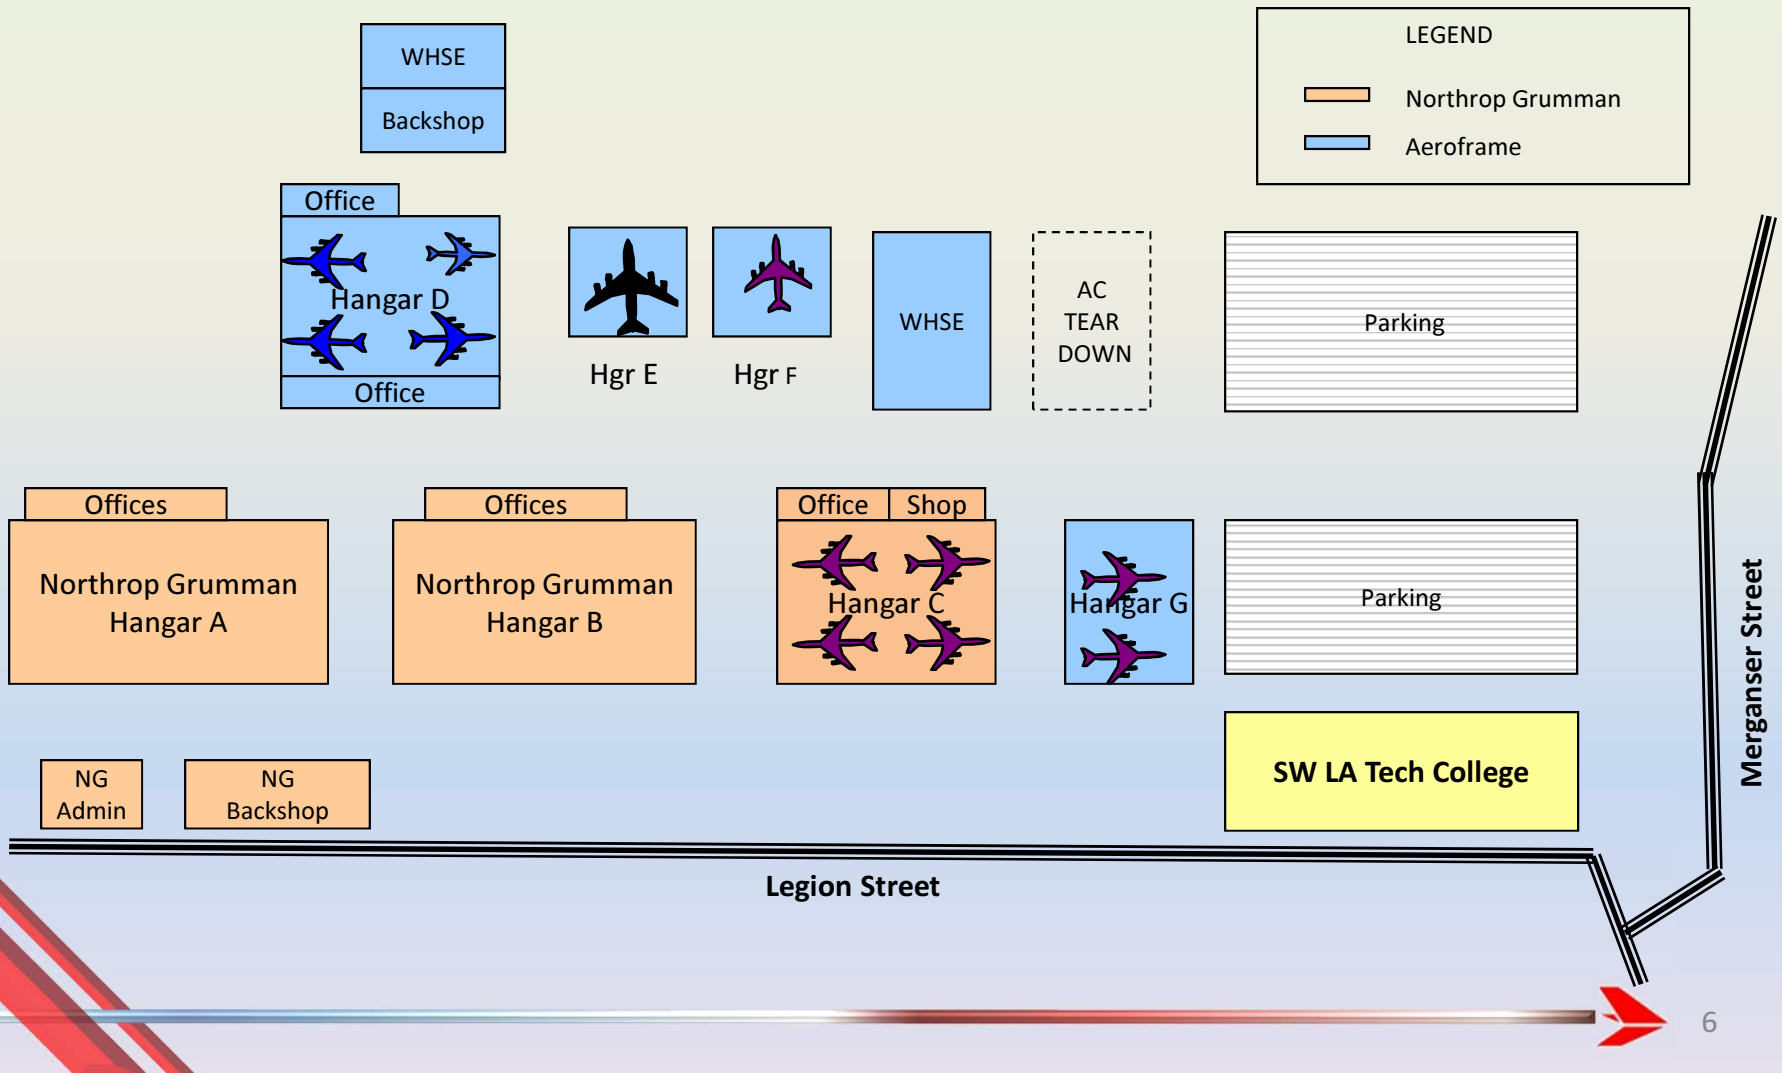 WHSE
Backshop
LEGEND
Northrop Grumman
Aeroframe
Office
Hangar D
Office
Hgr E
Hgr F
WHSE
AC
TEAR
DOWN
Parking
Offices
Northrop Grumman
Hangar A
Offices
Northrop Grumman
Hangar B
Office
Shop
Hangar C
Hangar G
Parking
Merganser Street
NG
Admin
NG
Backshop
SW LA Tech College
Legion Street
6